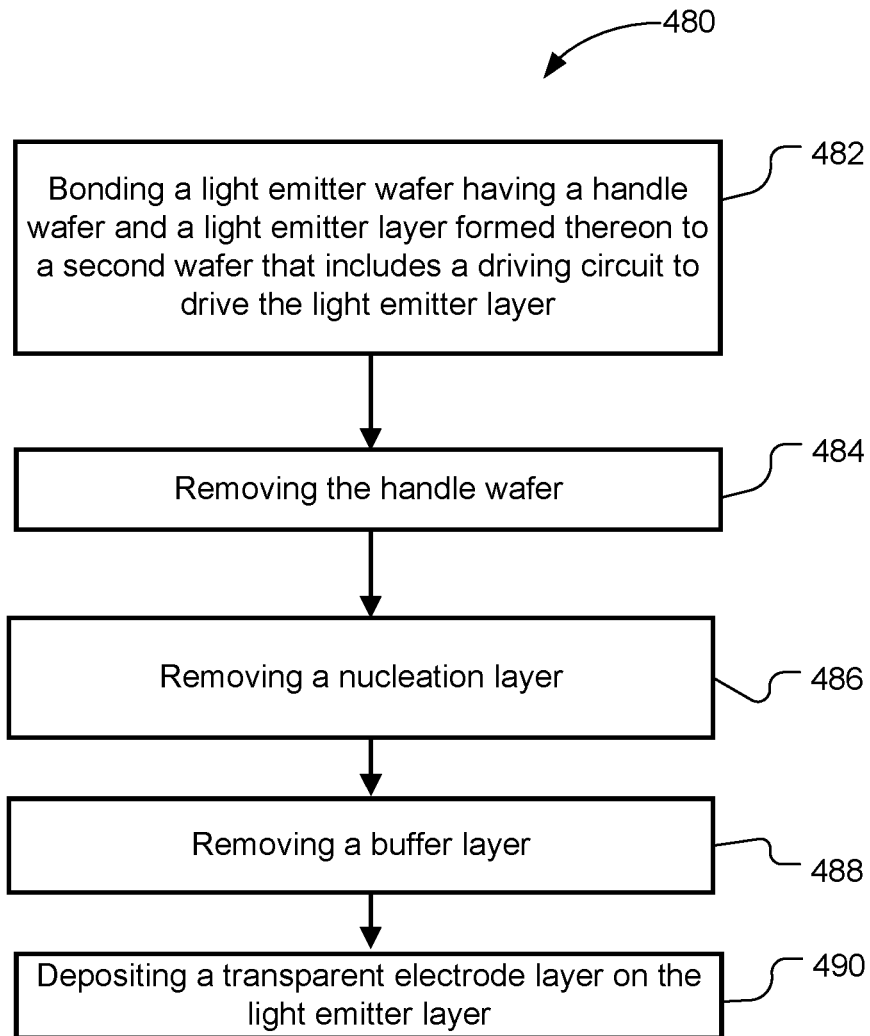 480
482
Bonding a light emitter wafer having a handle
wafer and a light emitter layer formed thereon to
a second wafer that includes a driving circuit to
drive the light emitter layer
484
Removing the handle wafer
Removing a nucleation layer
486
Removing a buffer layer
488
Depositing a transparent electrode layer on the
light emitter layer
490